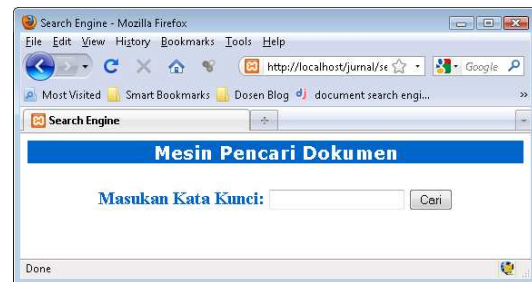 Search Engine - Mozilla Firefox
File Edit View History Bookmarks Tools Help
http://localhost/jurnal/se Google
Most Visited Smart Bookmarks Dosen Blog dj document search engi... »
Search Engine
Mesin Pencari Dokumen
Masukan Kata Kunci: Cari
Done